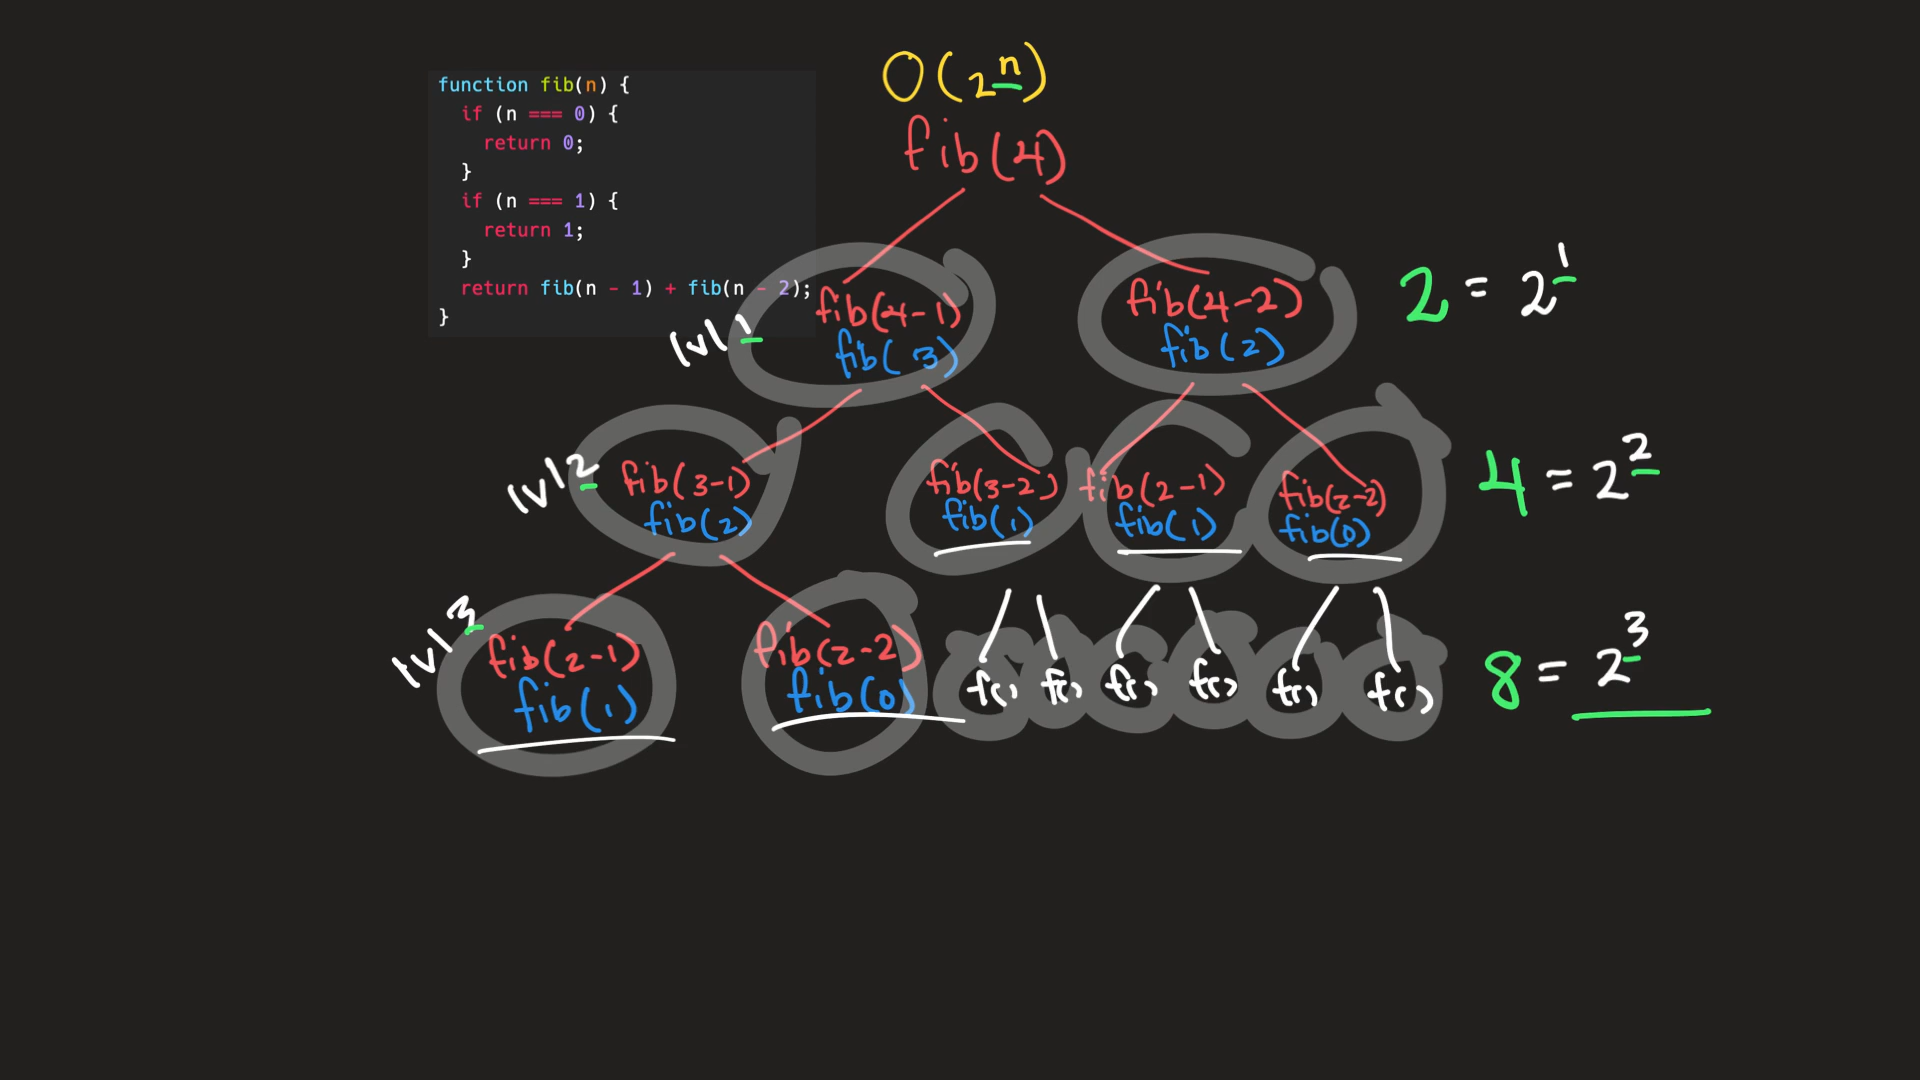 function fib(n) {
if (n === 0) {
return 0;
}
if (n === 1) {
return 1;
}
return fib(n - 1) + fib(n - 2);
}
O(2^n)
fib(4)
lvl 1
fib(4-1)
fib(3)
fib(4-2)
fib(2)
2 = 2^1
lvl 2
fib(3-1)
fib(2)
fib(3-2)
fib(1)
fib(2-1)
fib(1)
fib(2-2)
fib(0)
4 = 2^2
lvl 3
fib(2-1)
fib(1)
fib(2-2)
fib(0)
f() f() f() f() f() f()
8 = 2^3